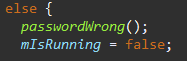 else {
passwordWrong();
mIsRunning = false;